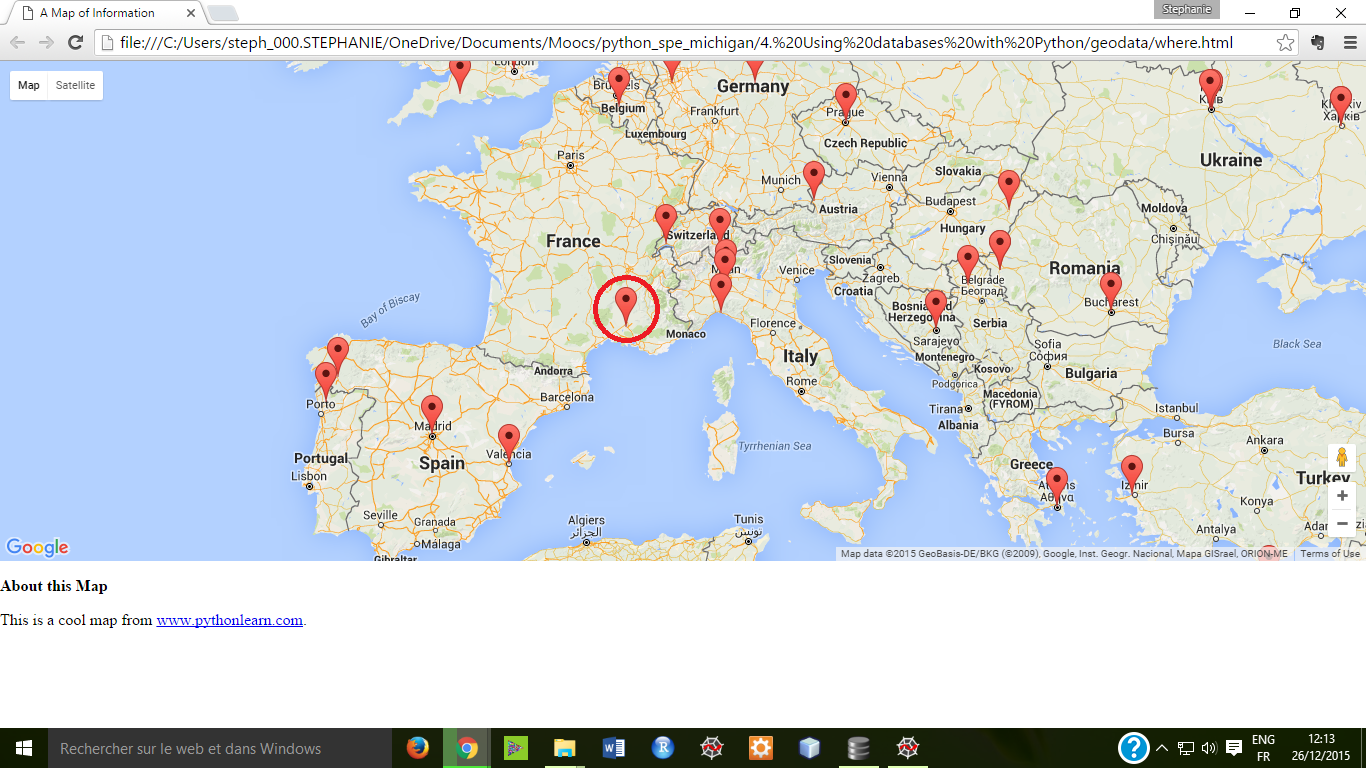 A Map of Information
Stephanie
file:///C:/Users/steph_000.STEPHANIE/OneDrive/Documents/Moocs/python_spe_michigan/4.%20Using%20databases%20with%20Python/geodata/where.html
Map Satellite
London
Brussels
Belgium
Germany
Frankfurt
Luxembourg
Prague
Czech Republic
Київ
Харків
Ukraine
Paris
Munich
Vienna
Slovakia
Austria
Budapest
Hungary
Moldova
Chișinău
France
Switzerland
Milan
Venice
Slovenia
Zagreb
Croatia
Belgrade
Београд
Romania
Bucharest
Bay of Biscay
Monaco
Florence
Bosnia and
Herzegovina
Sarajevo
Serbia
Italy
Montenegro
Sofia
София
Black Sea
Andorra
Rome
Kosovo
Podgorica
Bulgaria
Barcelona
Macedonia
(FYROM)
Porto
Tirana
Albania
Istanbul
Bursa
Ankara
Madrid
Tyrrhenian Sea
Portugal
Spain
Valencia
Lisbon
Greece
Athens
Αθήνα
Izmir
Turkey
Konya
Seville
Granada
Málaga
Gibraltar
Algiers
الجزائر
Tunis
تونس
Antalya
Google
Map data ©2015 GeoBasis-DE/BKG (©2009), Google, Inst. Geogr. Nacional, Mapa GISrael, ORION-ME Terms of Use
About this Map
This is a cool map from www.pythonlearn.com.
Rechercher sur le web et dans Windows
ENG
FR
12:13
26/12/2015